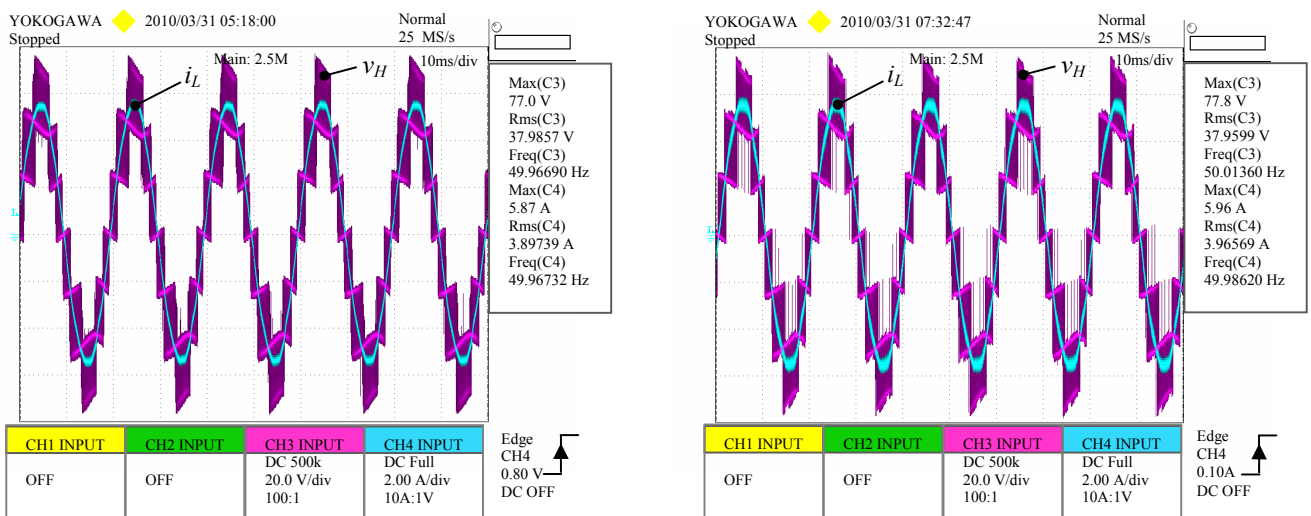 YOKOGAWA 2010/03/31 05:18:00
Normal
Stopped
25 MS/s
Main: 2.5M
10ms/div
iL
vH
Max(C3)
77.0 V
Rms(C3)
37.9857 V
Freq(C3)
49.96690 Hz
Max(C4)
5.87 A
Rms(C4)
3.89739 A
Freq(C4)
49.96732 Hz
CH1 INPUT CH2 INPUT CH3 INPUT CH4 INPUT
OFF OFF
DC 500k DC Full
20.0 V/div 2.00 A/div
100:1 10A:1V
Edge
CH4
0.80 V
DC OFF
YOKOGAWA 2010/03/31 07:32:47
Normal
Stopped
25 MS/s
Main: 2.5M
10ms/div
iL
vH
Max(C3)
77.8 V
Rms(C3)
37.9599 V
Freq(C3)
50.01360 Hz
Max(C4)
5.96 A
Rms(C4)
3.96569 A
Freq(C4)
49.98620 Hz
CH1 INPUT CH2 INPUT CH3 INPUT CH4 INPUT
OFF OFF
DC 500k DC Full
20.0 V/div 2.00 A/div
100:1 10A:1V
Edge
CH4
0.10A
DC OFF